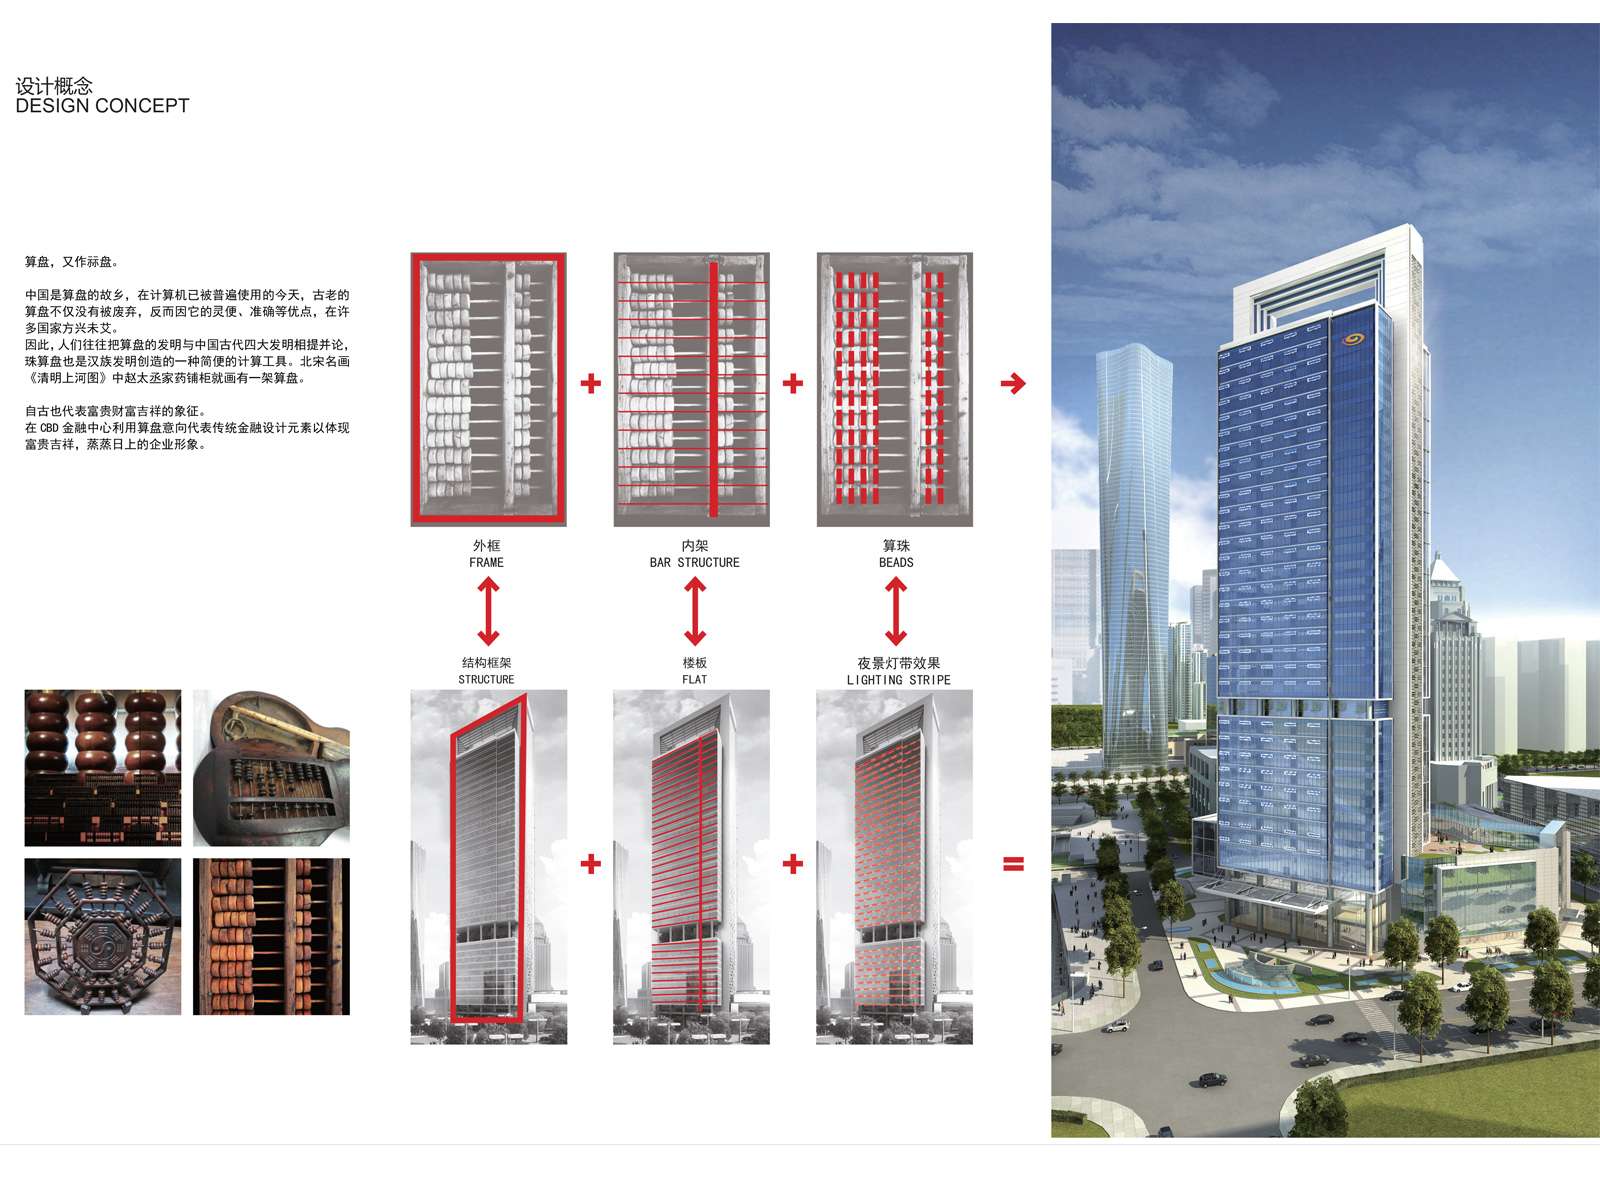 设计概念
DESIGN CONCEPT
算盘，又作祘盘。
中国是算盘的故乡，在计算机已被普遍使用的今天，古老的
算盘不仅没有被废弃，反而因它的灵便、准确等优点，在许
多国家方兴未艾。
因此，人们往往把算盘的发明与中国古代四大发明相提并论，
珠算盘也是汉族发明创造的一种简便的计算工具。北宋名画
《清明上河图》中赵太丞家药铺柜就画有一架算盘。
自古也代表富贵财富吉祥的象征。
在 CBD 金融中心利用算盘意向代表传统金融设计元素以体现
富贵吉祥，蒸蒸日上的企业形象。
外框
FRAME
内架
BAR STRUCTURE
算珠
BEADS
结构框架
STRUCTURE
楼板
FLAT
夜景灯带效果
LIGHTING STRIPE